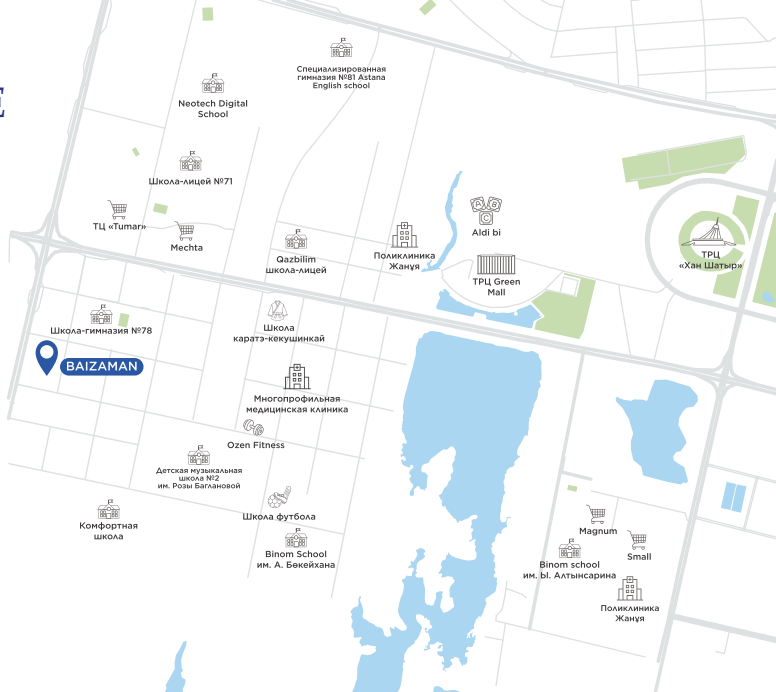 E
Специализированная
гимназия №81 Astana
English school
Neotech Digital
School
Школа-лицей №71
ТЦ «Tumar»
Mechta
Qazbilim
школа-лицей
Поликлиника
Жанұя
A B
C
Aldi bi
ТРЦ Green
Mall
ТРЦ
«Хан Шатыр»
Школа-гимназия №78
BAIZAMAN
Школа
каратэ-кекушинкай
Многопрофильная
медицинская клиника
Ozen Fitness
Детская музыкальная
школа №2
им. Розы Баглановой
Школа футбола
Комфортная
школа
Binom School
им. А. Бөкейхана
Magnum
Small
Binom school
им. Ы. Алтынсарина
Поликлиника
Жанұя